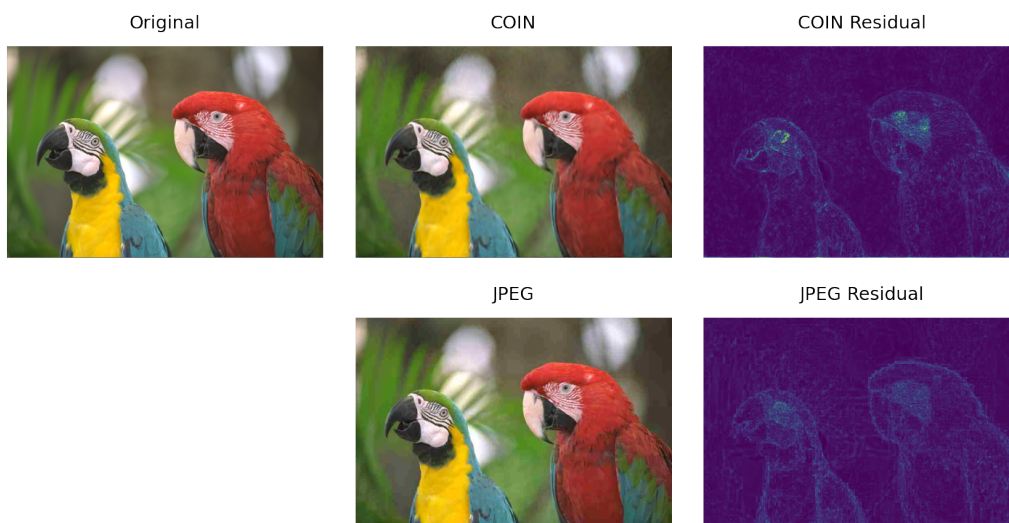 Original
COIN
COIN Residual
JPEG
JPEG Residual